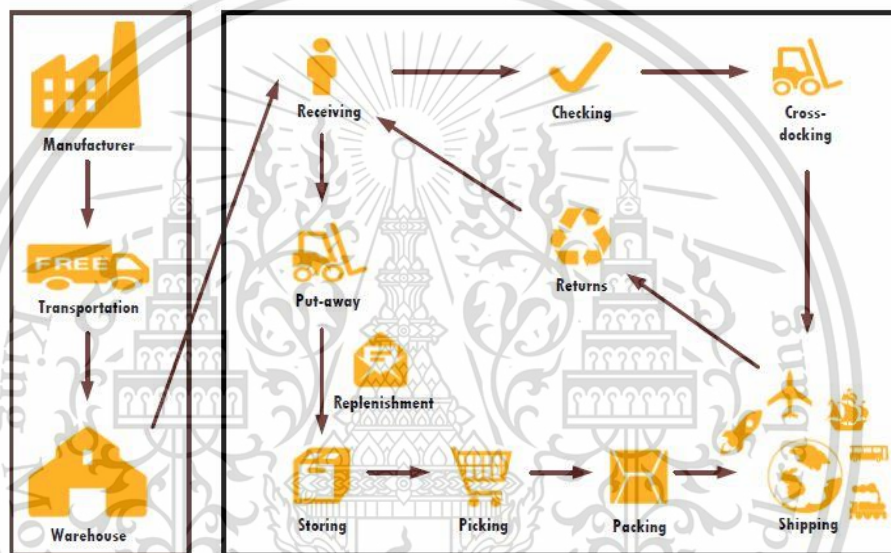 Manufacturer
FREE
Transportation
Warehouse
Receiving
Checking
Cross-
docking
Put-away
Returns
Replenishment
Storing
Picking
Packing
Shipping